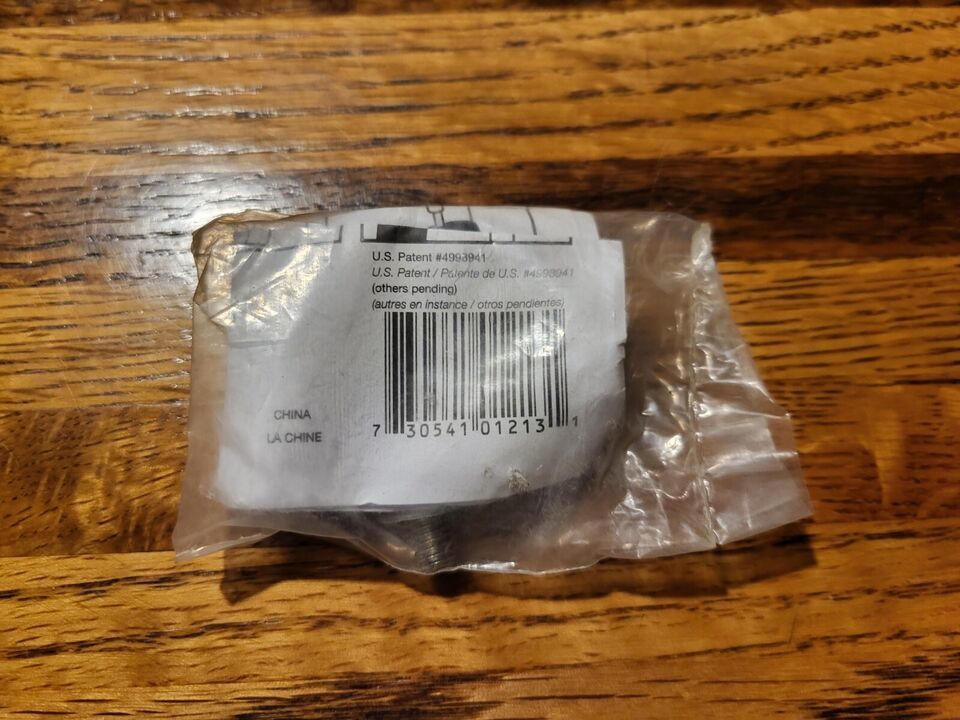 U.S. Patent #4993941
U.S. Patent / Patente de U.S. #4993941
(others pending)
(autres en instance / otros pendientes)
CHINA
LA CHINE
7 30541 01213 1